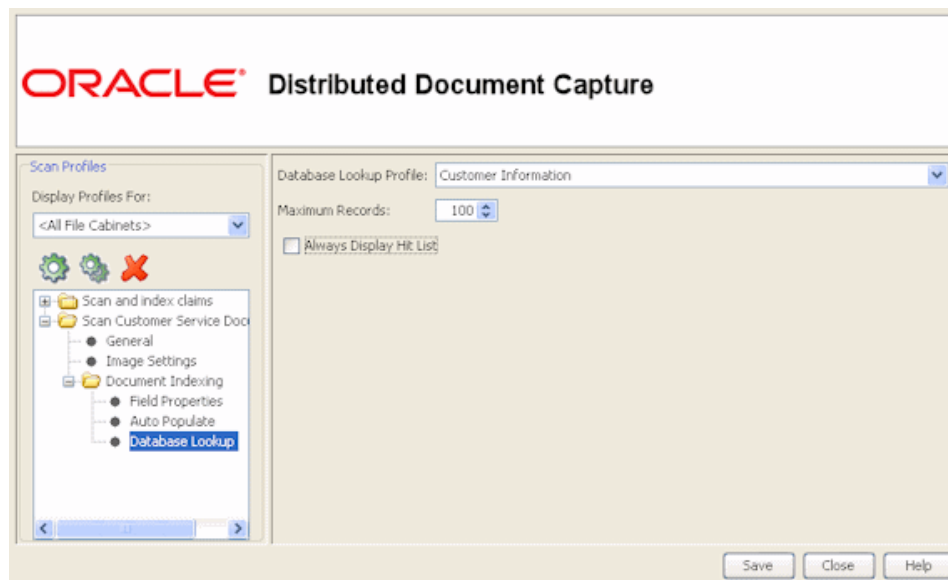 ORACLE® Distributed Document Capture
Scan Profiles
Display Profiles For:
<All File Cabinets>
Scan and index claims
Scan Customer Service Doc
General
Image Settings
Document Indexing
Field Properties
Auto Populate
Database Lookup
Database Lookup Profile: Customer Information
Maximum Records: 100
Always Display Hit List
Save Close Help